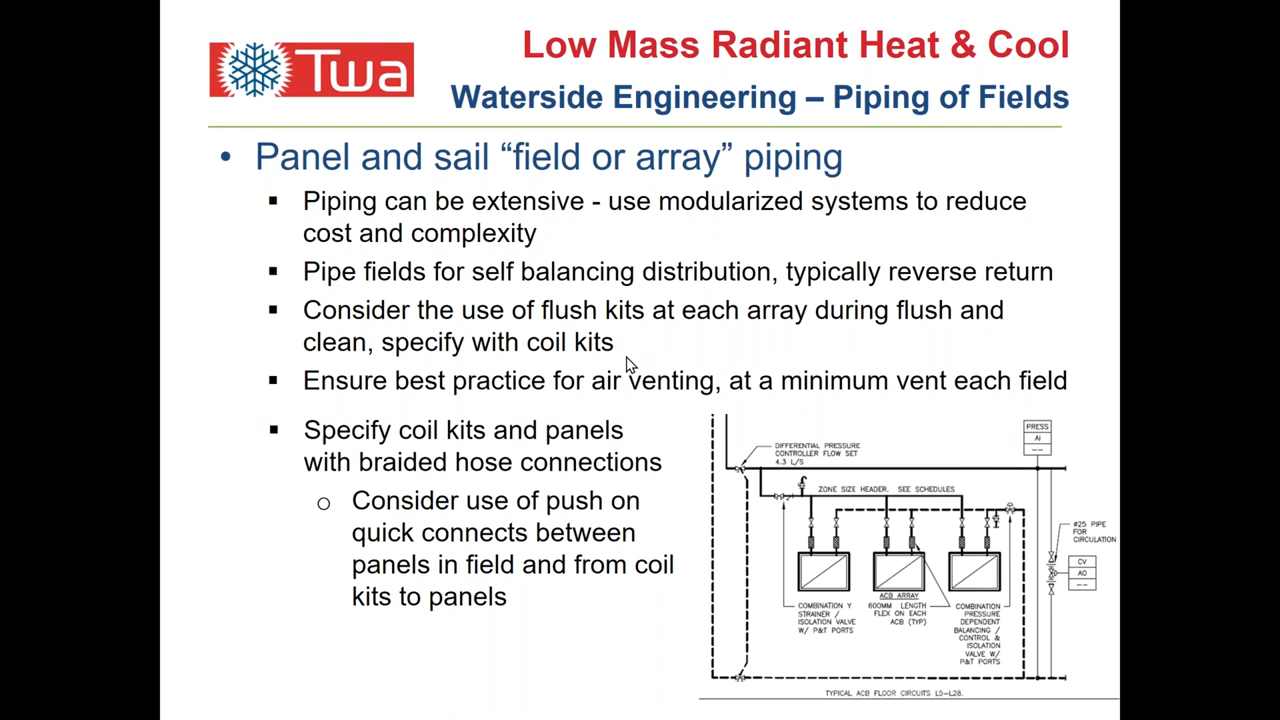 Twa
Low Mass Radiant Heat & Cool
Waterside Engineering – Piping of Fields
• Panel and sail “field or array” piping
▪ Piping can be extensive - use modularized systems to reduce
cost and complexity
▪ Pipe fields for self balancing distribution, typically reverse return
▪ Consider the use of flush kits at each array during flush and
clean, specify with coil kits
▪ Ensure best practice for air venting, at a minimum vent each field
▪ Specify coil kits and panels
with braided hose connections
o Consider use of push on
quick connects between
panels in field and from coil
kits to panels
DIFFERENTIAL PRESSURE
CONTROLLER FLOW SET
4.3 L/S
PRESS
AI
--
ZONE SIZE HEADER. SEE SCHEDULES
ø25 PIPE
FOR
CIRCULATION
CV
AO
--
COMBINATION Y
STRAINER /
ISOLATION VALVE
W/ P&T PORTS
ACB ARRAY
600MM LENGTH
FLEX ON EACH
ACB (TYP)
COMBINATION
PRESSURE
DEPENDENT
BALANCING /
CONTROL &
ISOLATION
VALVE W/
P&T PORTS
TYPICAL ACB FLOOR CIRCUITS L5-L28.